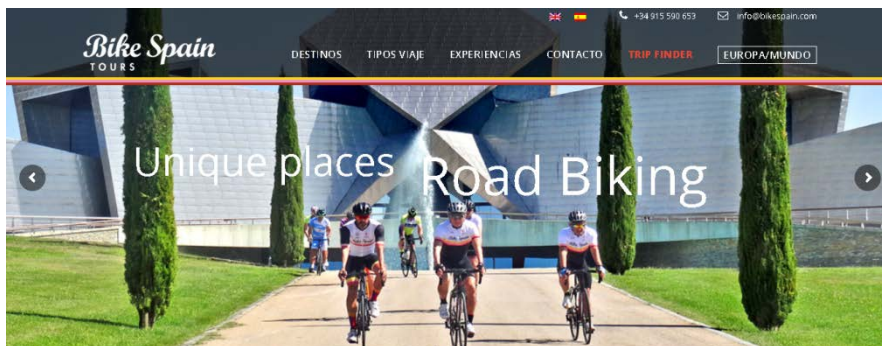 +34 915 590 653 info@bikespain.com
Bike Spain
TOURS
DESTINOS TIPOS VIAJE EXPERIENCIAS CONTACTO TRIP FINDER EUROPA/MUNDO
Unique places Road Biking